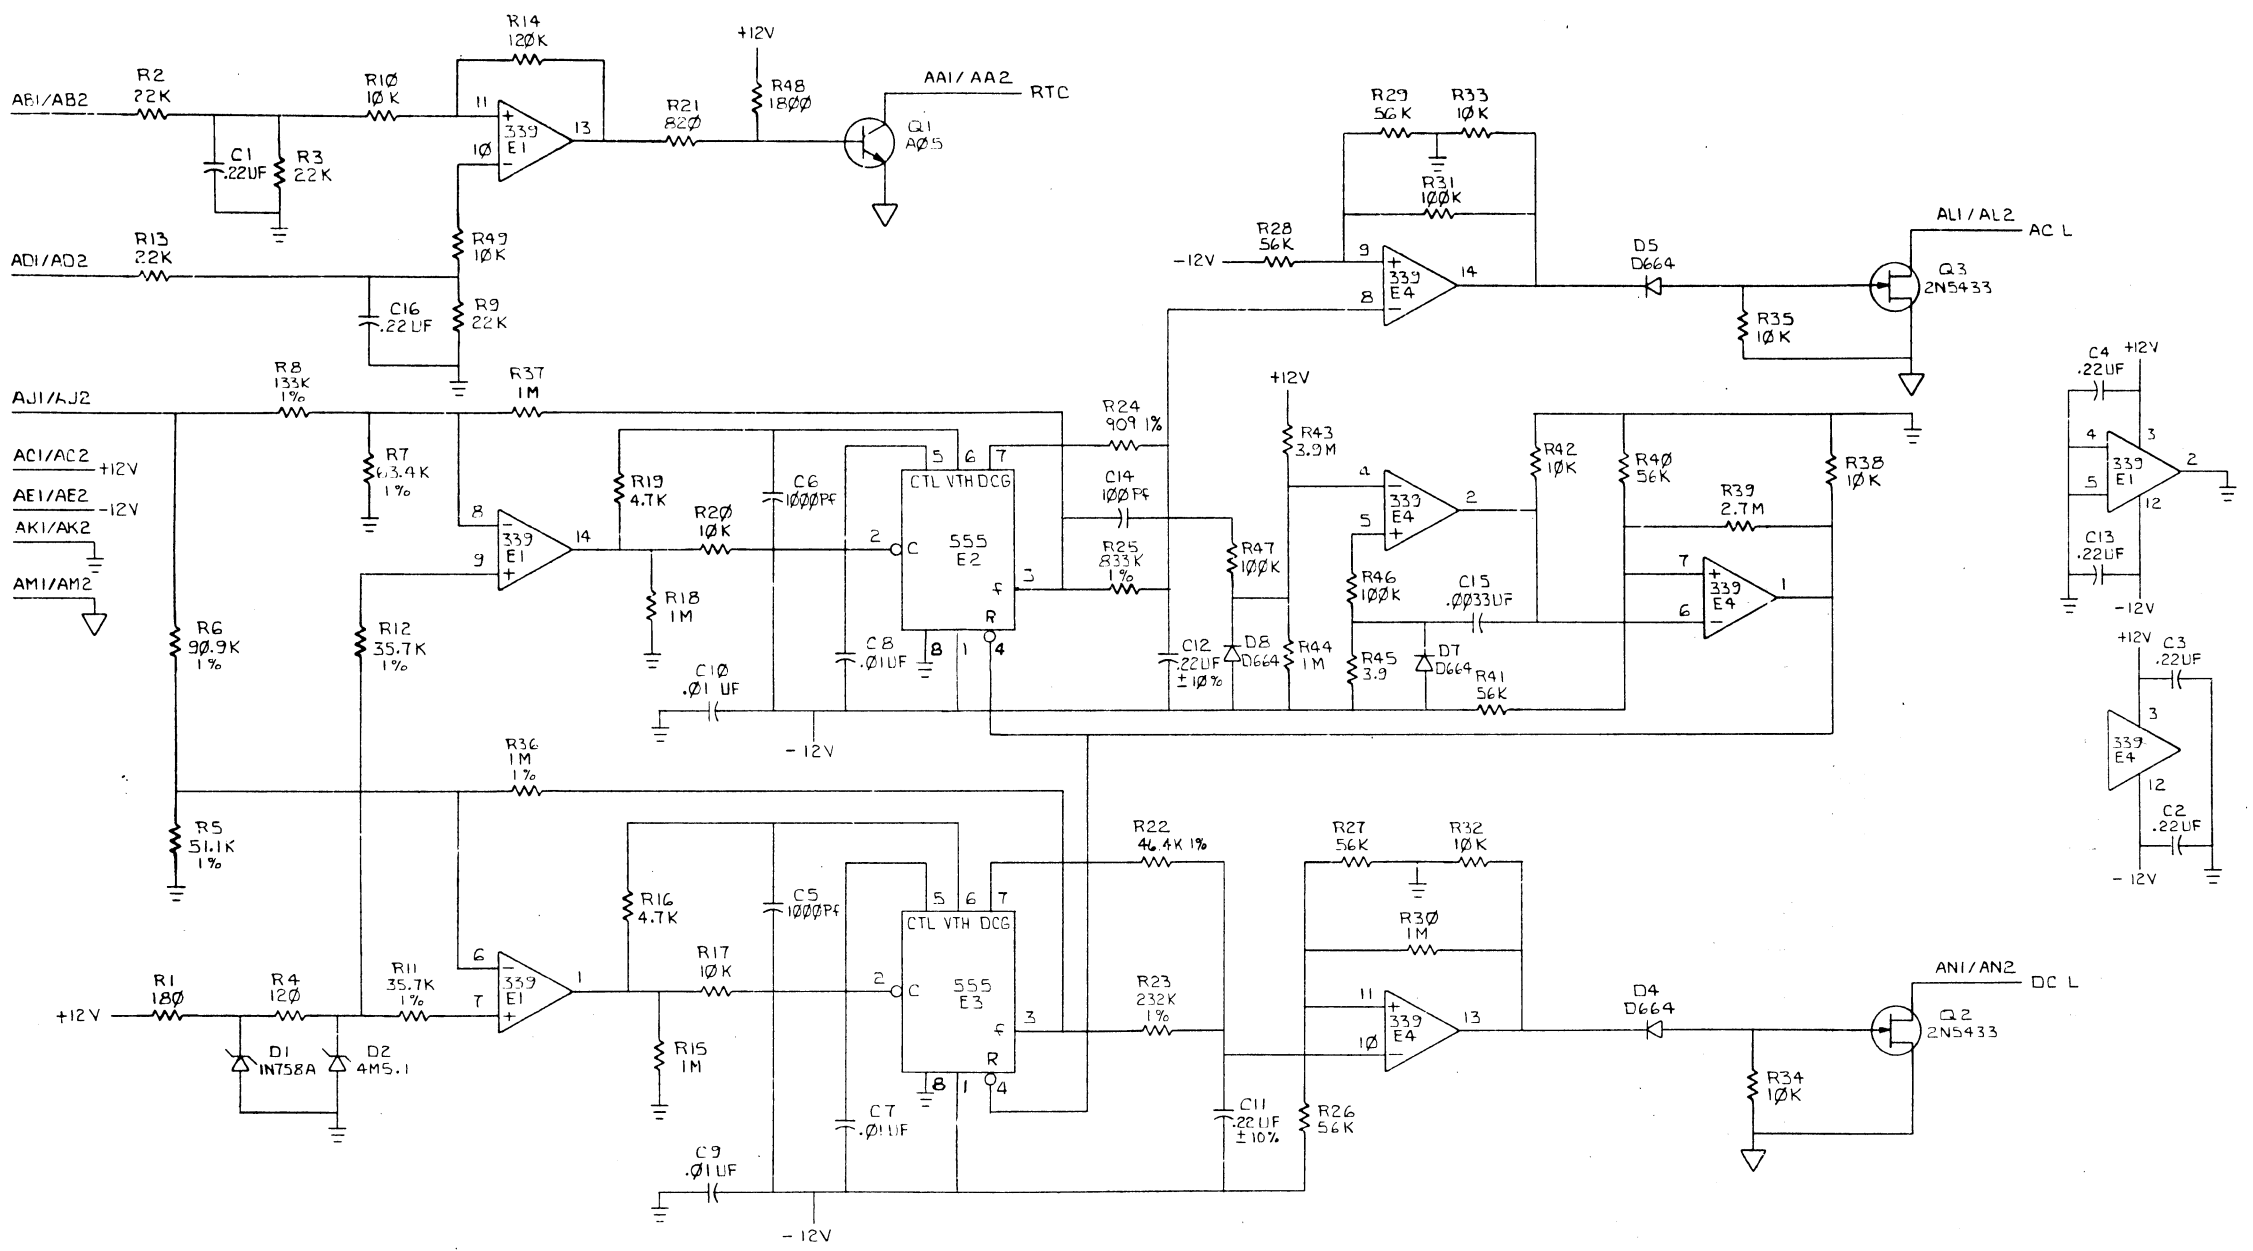 R14
120K
+12V
R2
22K
R10
10K
AB1/AB2
11
+
339
E1
10
-
13
R21
820
R48
1800
AA1/AA2
RTC
Q1
A05
C1
.22UF
R3
22K
R49
10K
R13
22K
AD1/AD2
C16
.22UF
R9
22K
R29
56K
R33
10K
R31
100K
R28
56K
-12V
9
+
339
E4
8
-
14
D5
D664
AL1/AL2
AC L
Q3
2N5433
R35
10K
R8
133K
1%
R37
1M
AJ1/AJ2
AC1/AC2
+12V
AE1/AE2
-12V
AK1/AK2
AM1/AM2
R7
63.4K
1%
8
-
339
E1
9
+
14
R19
4.7K
R20
10K
R18
1M
C6
1000Pf
C8
.01UF
C10
.01 UF
5
6
7
CTL VTH DCG
2
C
555
E2
f
3
R
8
1
4
R24
909 1%
C14
100Pf
R25
833K
1%
C12
.22UF
±10%
R47
100K
D8
D664
+12V
R43
3.9M
R44
1M
4
-
339
E4
5
+
2
R46
100K
R45
3.9
D7
D664
C15
.0033UF
R41
56K
R42
10K
R40
56K
R39
2.7M
R38
10K
7
+
339
E4
6
-
1
-12V
C4
.22UF
+12V
4
5
3
339
E1
2
12
C13
.22UF
-12V
+12V
C3
.22UF
3
339
E4
12
C2
.22UF
-12V
R6
90.9K
1%
R12
35.7K
1%
R36
1M
1%
R5
51.1K
1%
R1
180
R4
120
R11
35.7K
1%
+12V
D1
1N758A
D2
4M5.1
6
-
339
E1
7
+
1
R16
4.7K
R17
10K
R15
1M
C5
1000Pf
C7
.01UF
C9
.01UF
5
6
7
CTL VTH DCG
2
C
555
E3
f
3
R
8
1
4
R22
46.4K 1%
R23
232K
1%
C11
.22UF
±10%
R27
56K
R32
10K
R30
1M
R26
56K
11
+
339
E4
10
-
13
D4
D664
AN1/AN2
DC L
Q2
2N5433
R34
10K
-12V